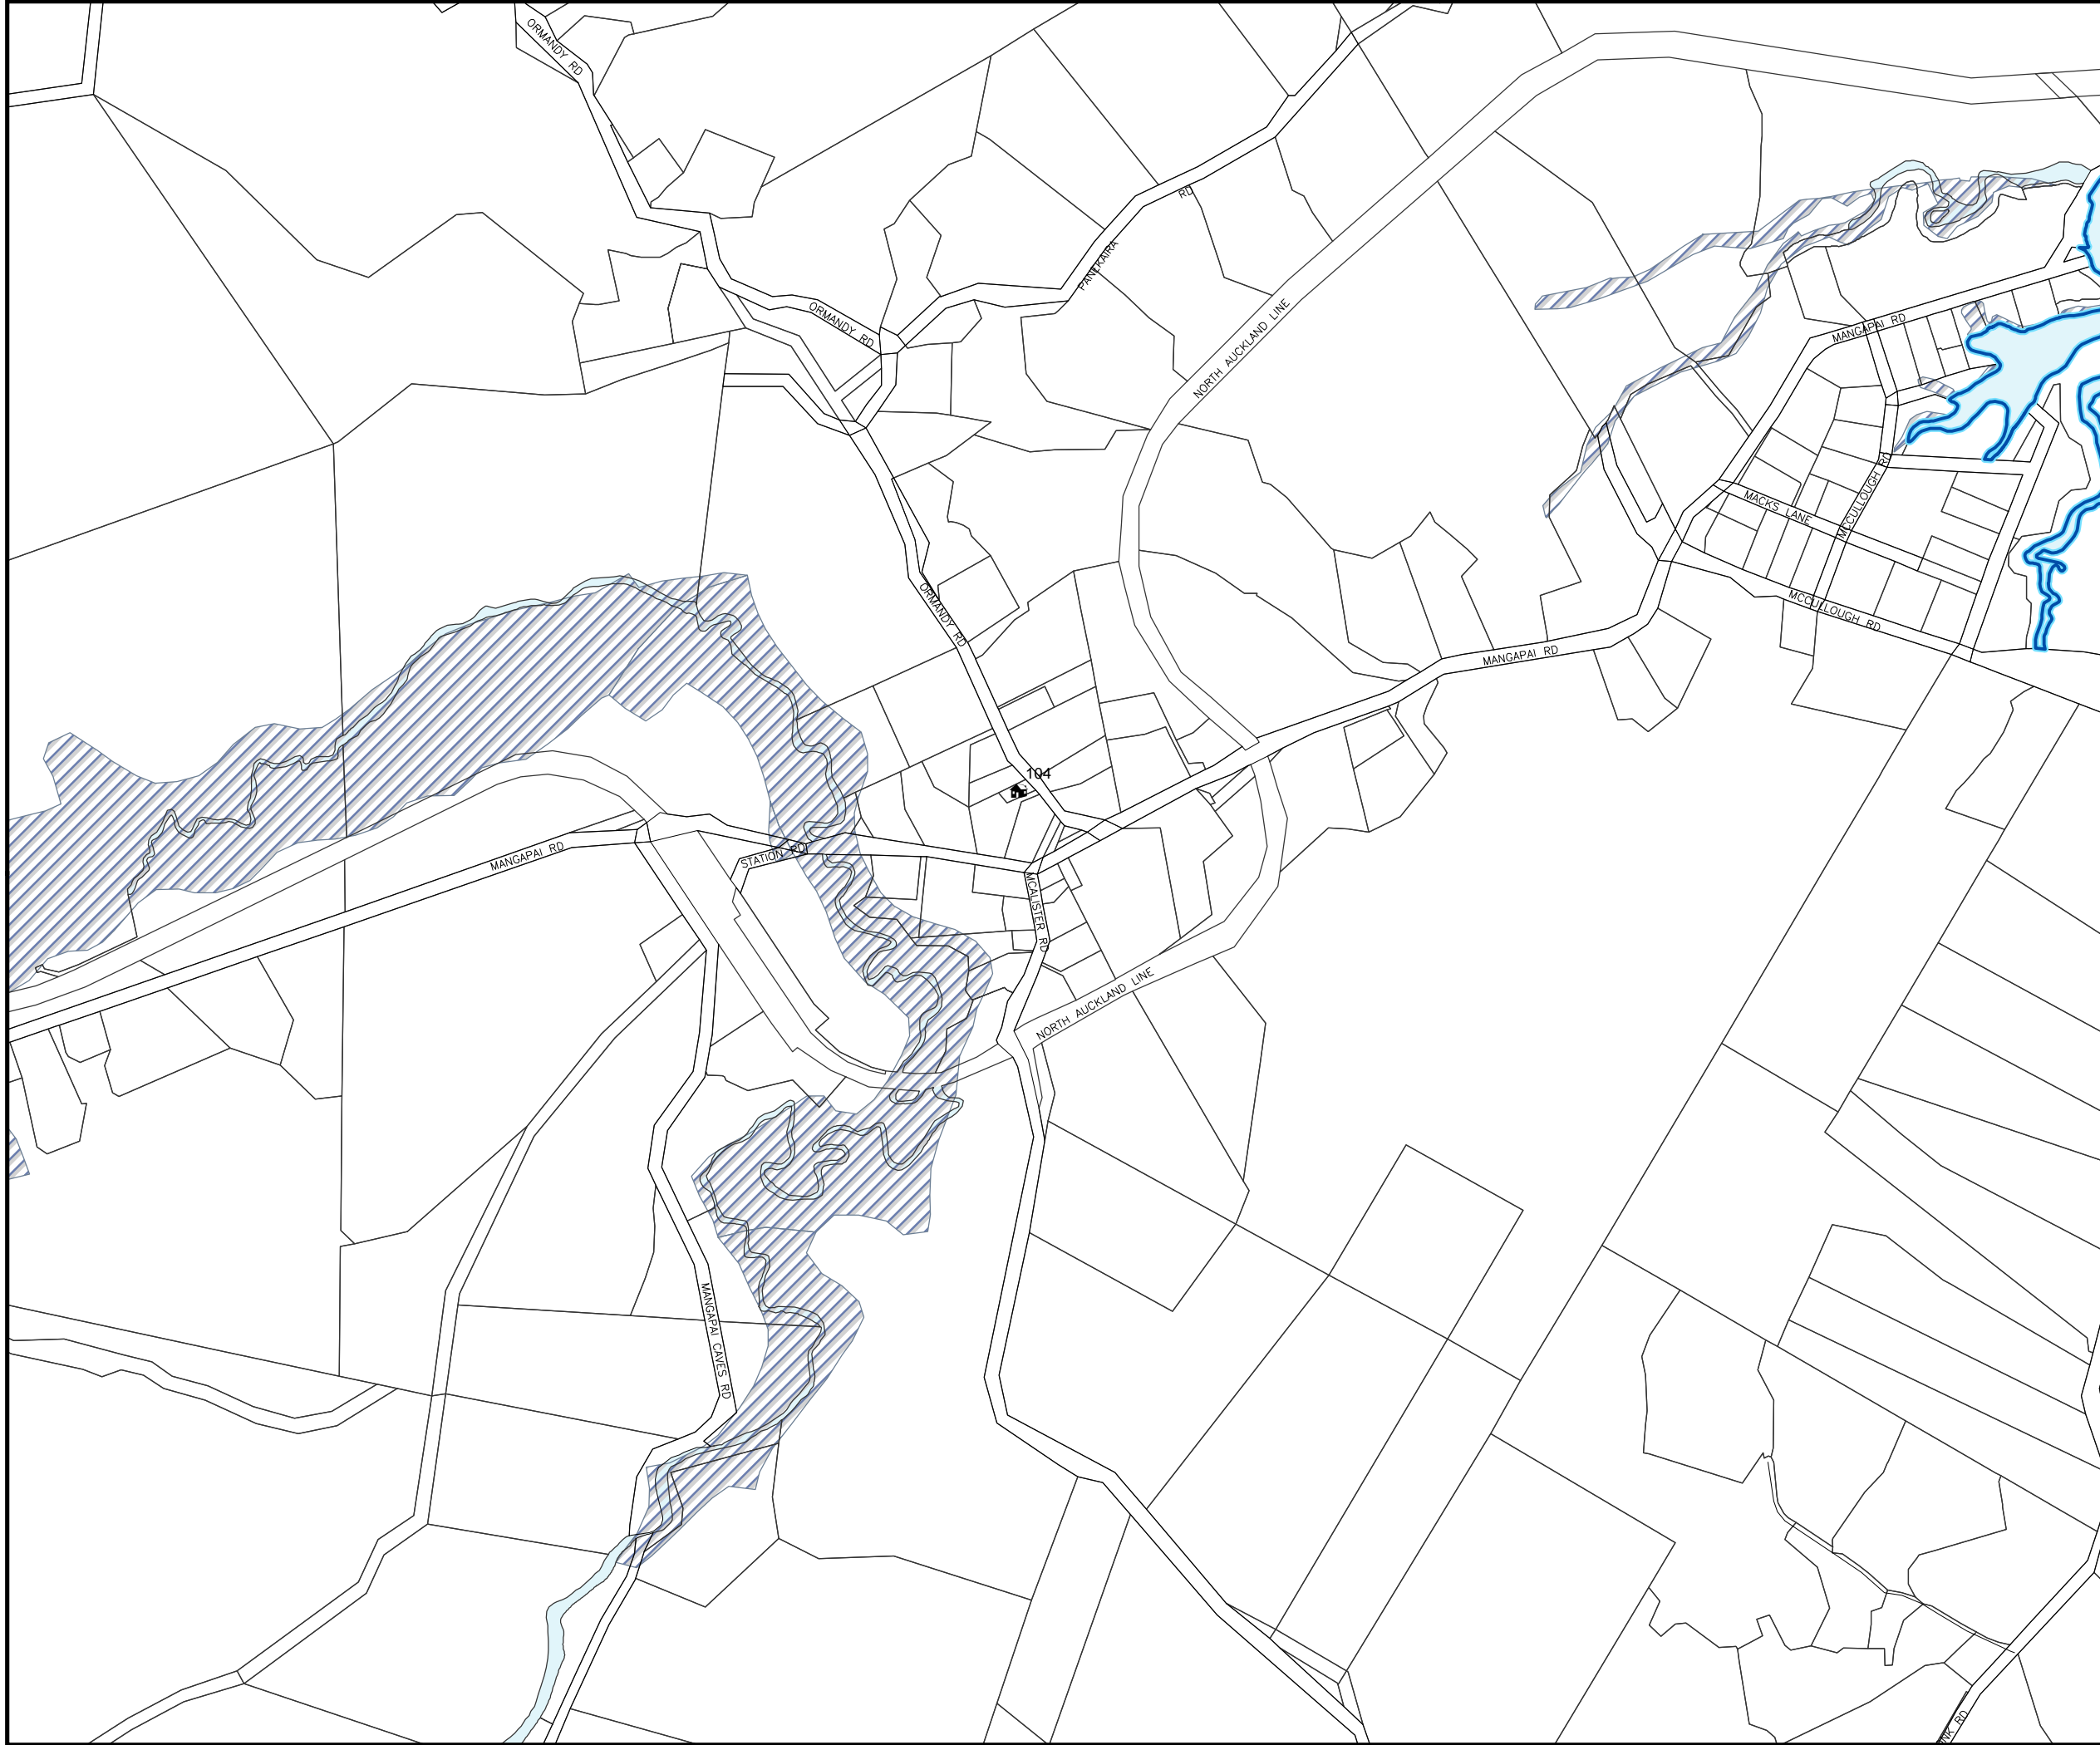 ORMANDY RD
RD
PANEKAIRA
ORMANDY RD
NORTH AUCKLAND LINE
MANGAPAI RD
MACKS LANE
MCCULLOUGH RD
ORMANDY RD
MCCULLOUGH RD
MANGAPAI RD
104
MANGAPAI RD
STATION RD
MCALISTER RD
NORTH AUCKLAND LINE
MANGAPAI CAVES RD
RD